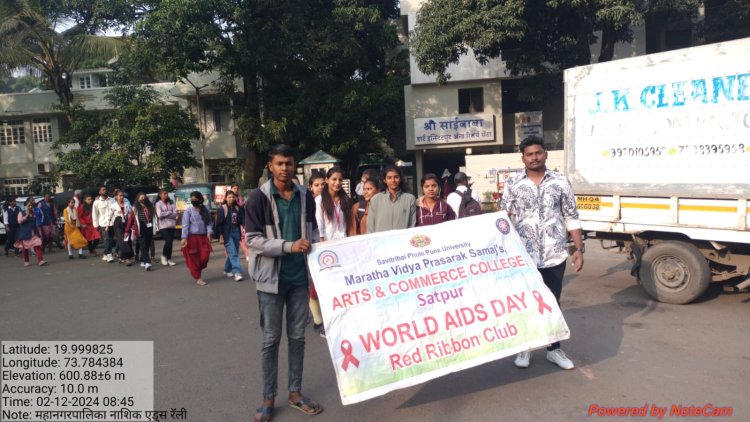 श्री साईबाबा
J.K CLEANE
MH-04
Savitribai Phule Pune University
Maratha Vidya Prasarak Samaj's,
ARTS & COMMERCE COLLEGE,
Satpur
WORLD AIDS DAY
Red Ribbon Club
Latitude: 19.999825
Longitude: 73.784384
Elevation: 600.88±6 m
Accuracy: 10.0 m
Time: 02-12-2024 08:45
Note: महानगरपालिका नाशिक एड्स रॅली
Powered by NoteCam